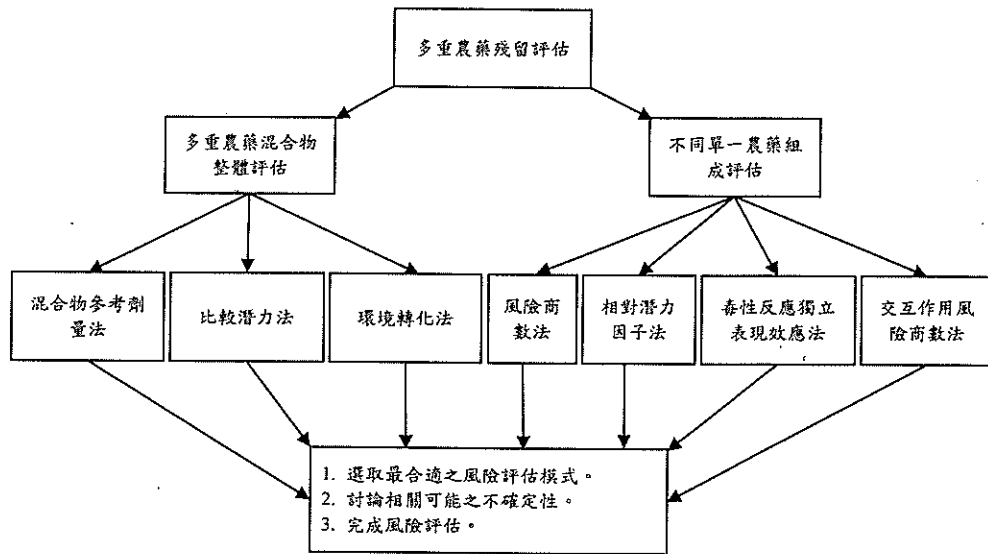 多重農藥殘留評估
多重農藥混合物
整體評估
不同單一農藥組
成評估
混合物參考劑
量法
比較潛力法
環境轉化法
風險商
數法
相對潛力
因子法
毒性反應獨立
表現效應法
交互作用風
險商數法
1. 選取最合適之風險評估模式。
2. 討論相關可能之不確定性。
3. 完成風險評估。